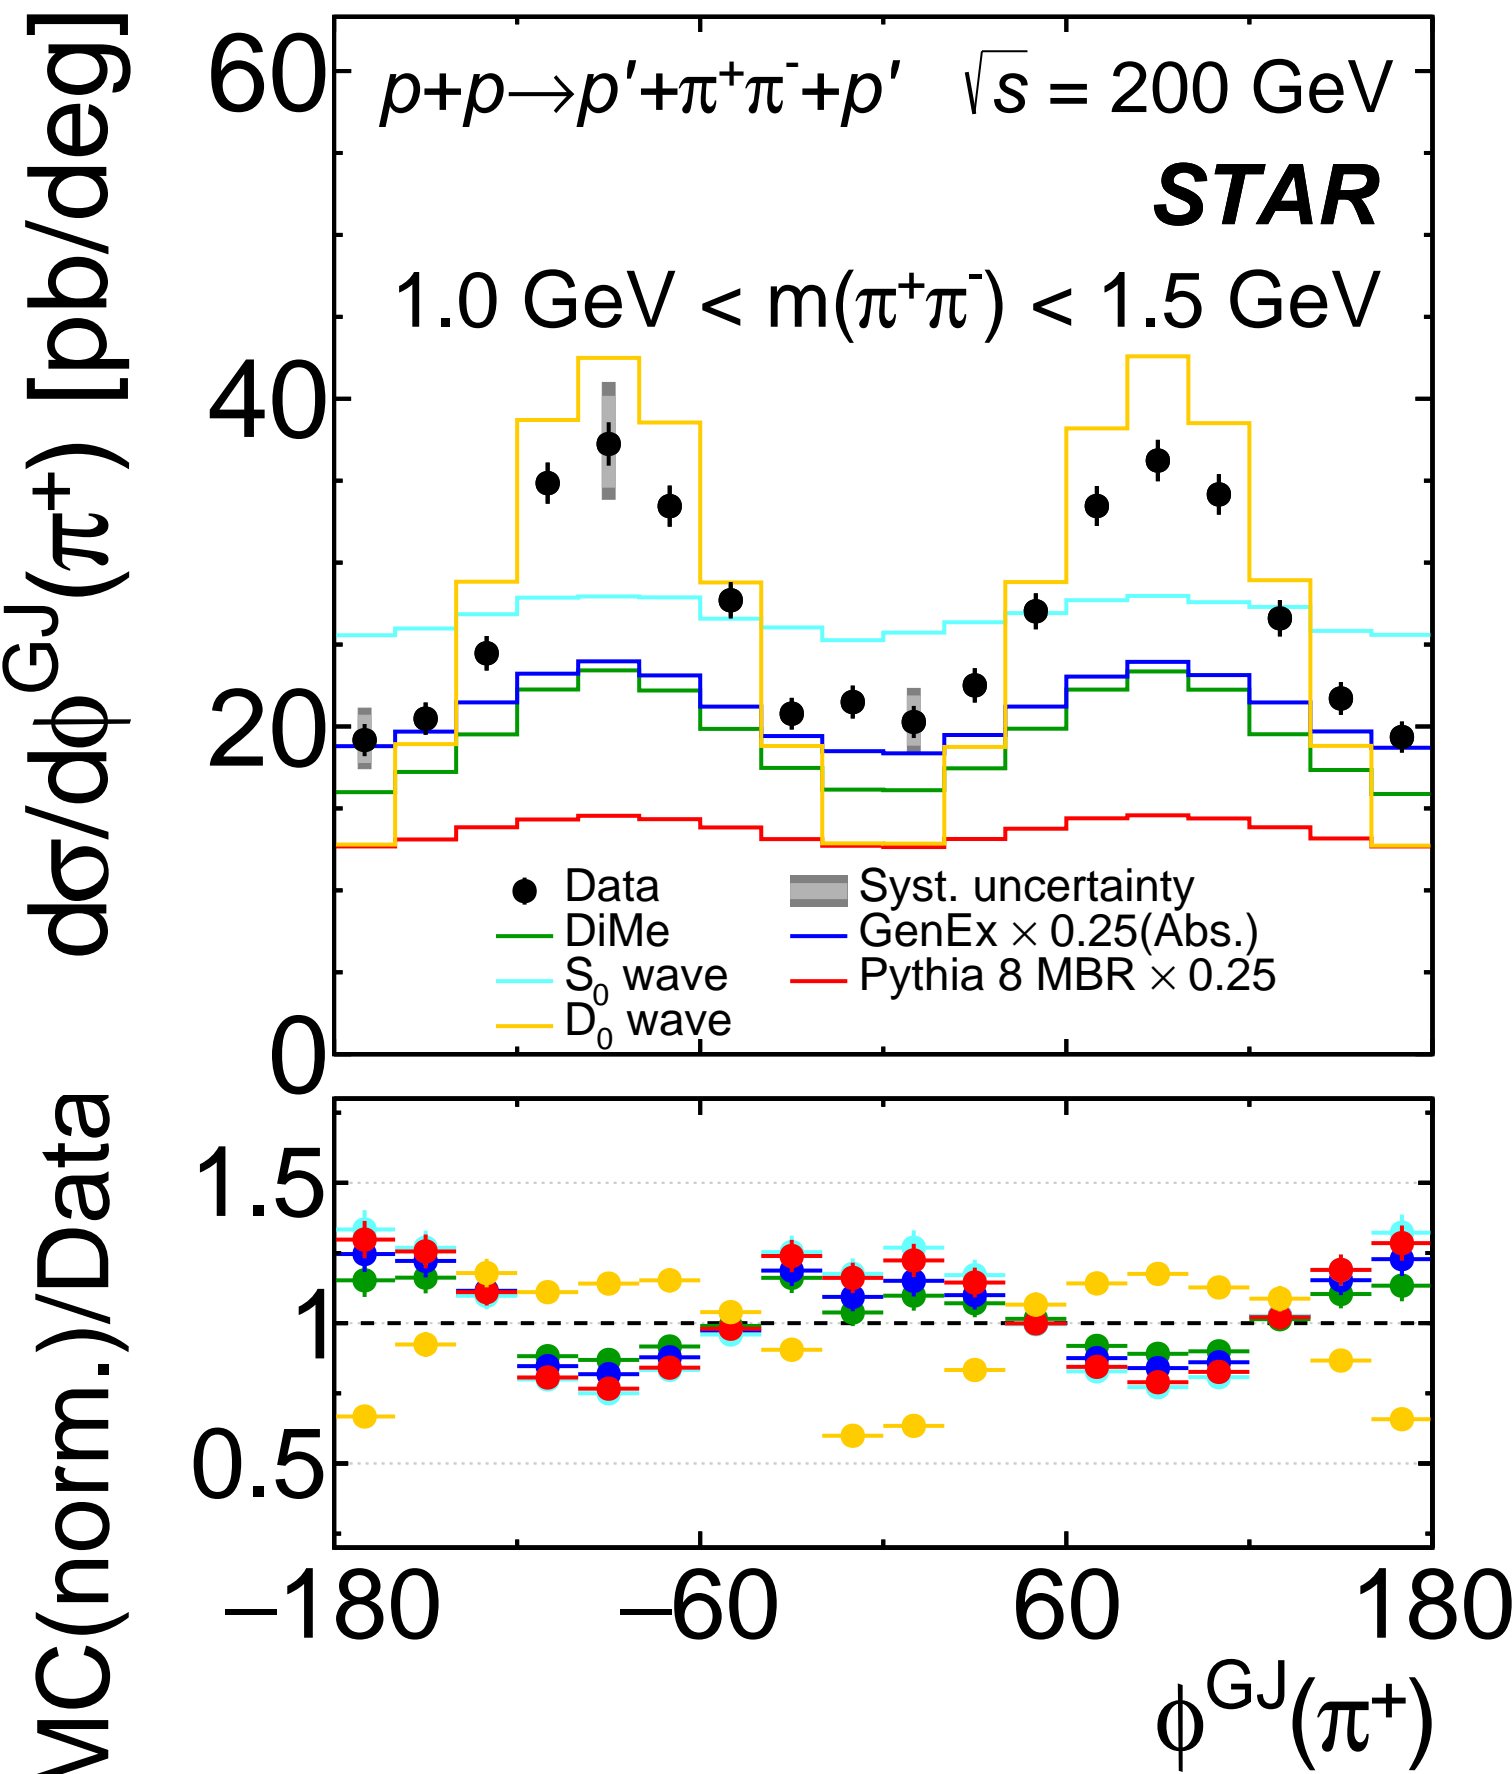 dσ/dϕ^GJ(π⁺) [pb/deg]
60
p+p→p'+π⁺π⁻+p' √s = 200 GeV
STAR
1.0 GeV < m(π⁺π⁻) < 1.5 GeV
40
20
0
Data
Syst. uncertainty
DiMe
GenEx × 0.25(Abs.)
S₀ wave
Pythia 8 MBR × 0.25
D₀ wave
MC(norm.)/Data
1.5
1
0.5
−180 −60 60 180
ϕ^GJ(π⁺)